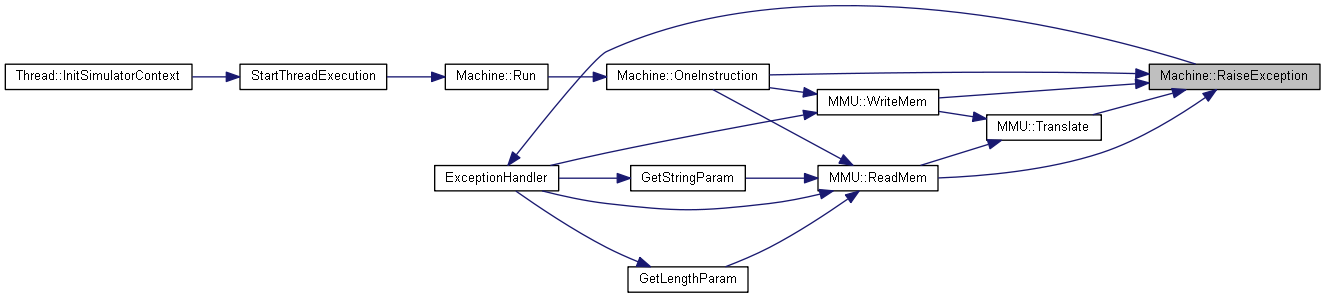 Thread::InitSimulatorContext
StartThreadExecution
Machine::Run
Machine::OneInstruction
Machine::RaiseException
MMU::WriteMem
MMU::Translate
ExceptionHandler
GetStringParam
MMU::ReadMem
GetLengthParam